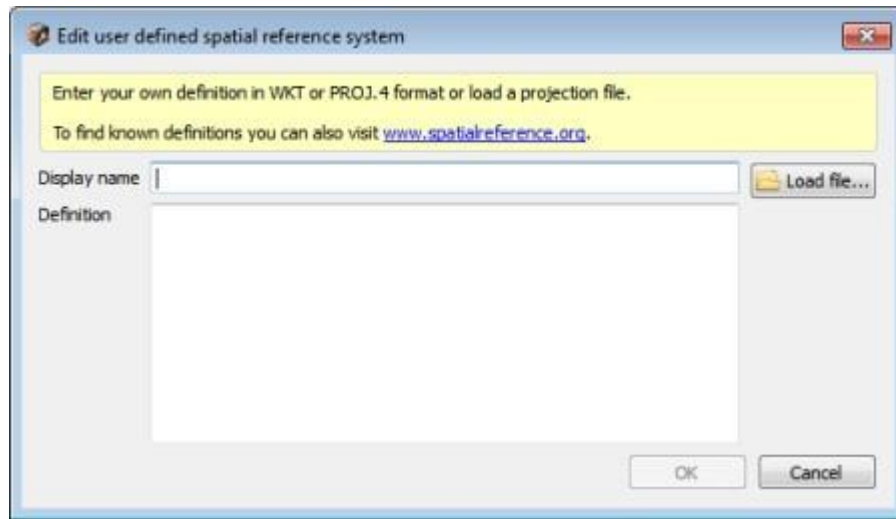 Edit user defined spatial reference system
Enter your own definition in WKT or PROJ.4 format or load a projection file.
To find known definitions you can also visit www.spatialreference.org.
Display name
Load file...
Definition
OK
Cancel